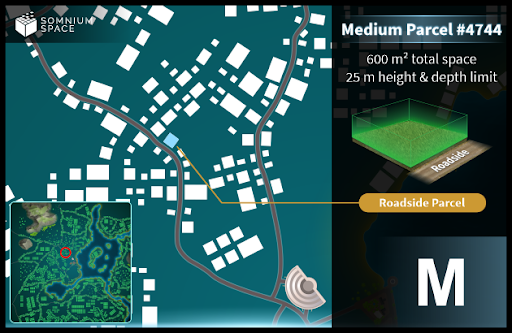 SOMNIUM
SPACE
Medium Parcel #4744
600 m² total space
25 m height & depth limit
Roadside
Roadside Parcel
M